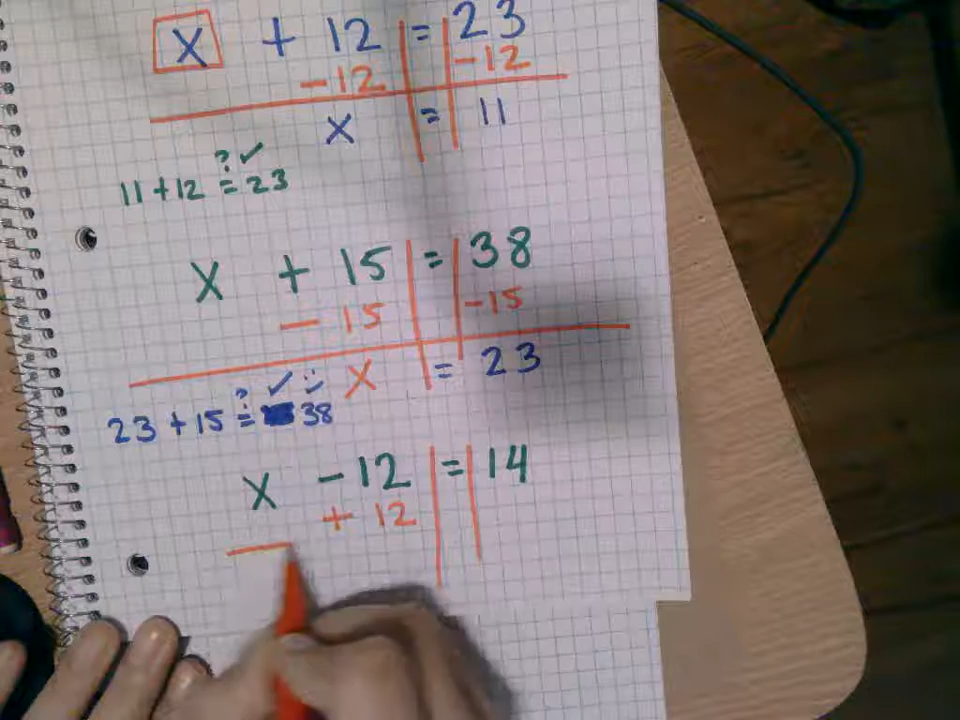 x + 12 = 23
-12 -12
x = 11
11 + 12 ≟ 23 ✓
x + 15 = 38
- 15 -15
x = 23
23 + 15 ≟ 38 ✓
x - 12 = 14
+ 12